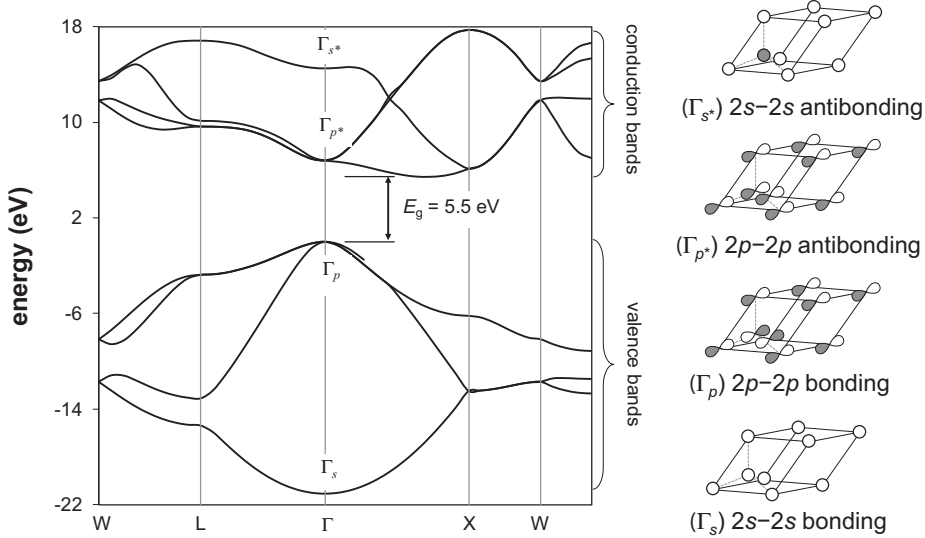 energy (eV)
18
10
2
-6
-14
-22
W
L
Γ
X
W
Γs*
Γp*
Eg = 5.5 eV
Γp
Γs
conduction bands
valence bands
(Γs*) 2s–2s antibonding
(Γp*) 2p–2p antibonding
(Γp) 2p–2p bonding
(Γs) 2s–2s bonding